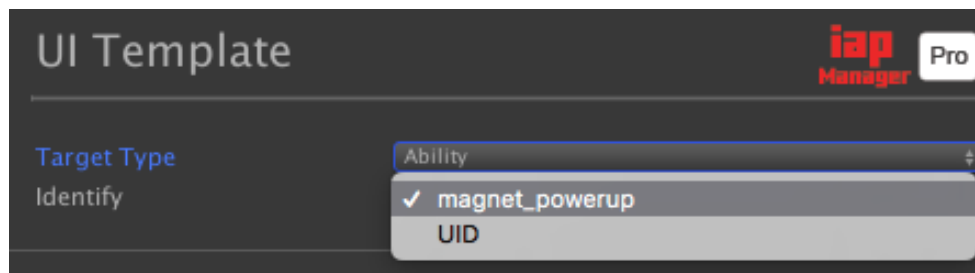 UI Template
iap
Manager
Pro
Target Type
Ability
Identify
✓ magnet_powerup
UID